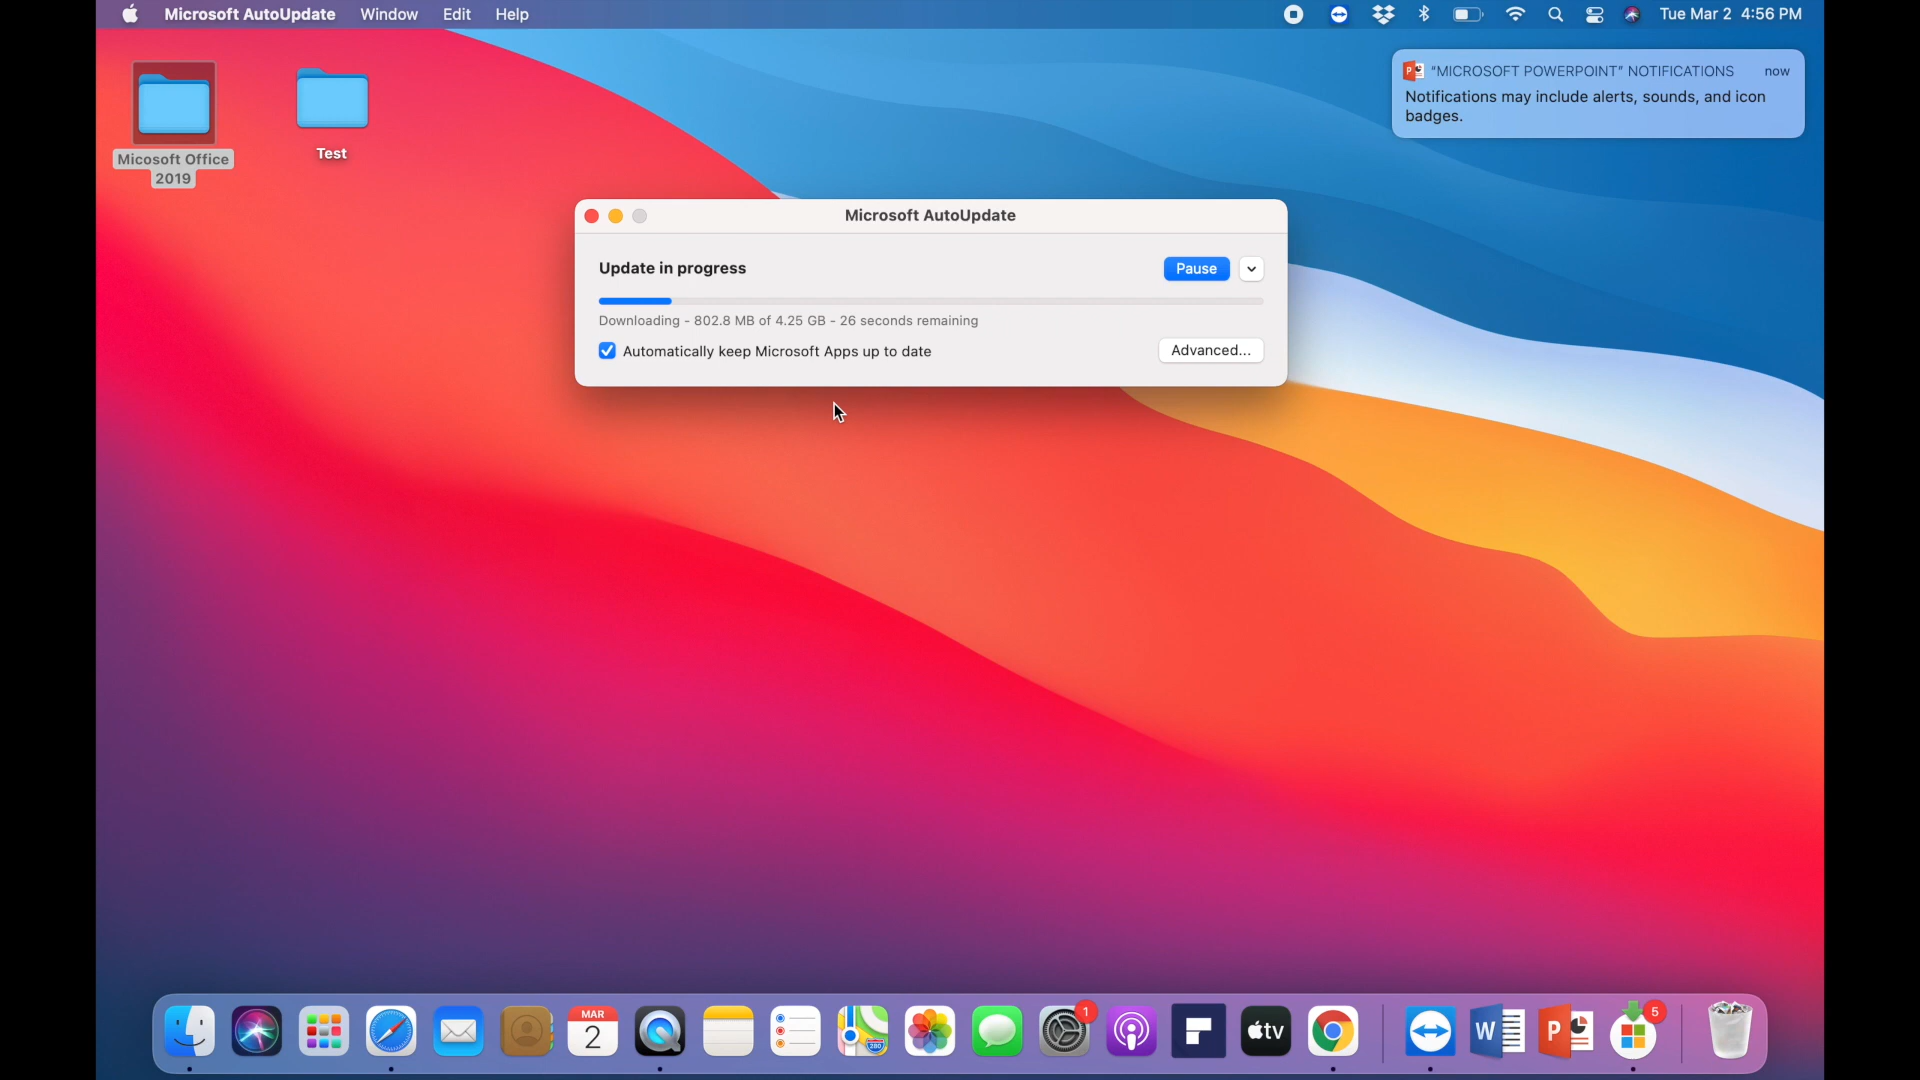 Microsoft AutoUpdate Window Edit Help
Tue Mar 2 4:56 PM
"MICROSOFT POWERPOINT" NOTIFICATIONS now
Notifications may include alerts, sounds, and icon
badges.
Micosoft Office
2019
Test
Microsoft AutoUpdate
Update in progress
Pause
Downloading - 802.8 MB of 4.25 GB - 26 seconds remaining
Automatically keep Microsoft Apps up to date
Advanced...
MAR
2
280
1
tv
W
P
5